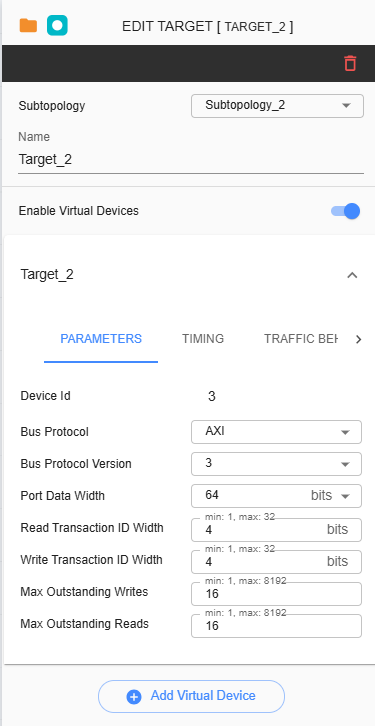 EDIT TARGET [ TARGET_2 ]
Subtopology Subtopology_2
Name
Target_2
Enable Virtual Devices
Target_2
PARAMETERS TIMING TRAFFIC BEH
Device Id 3
Bus Protocol AXI
Bus Protocol Version 3
Port Data Width 64 bits
min: 1, max: 32
Read Transaction ID Width 4 bits
min: 1, max: 32
Write Transaction ID Width 4 bits
min: 1, max: 8192
Max Outstanding Writes 16
min: 1, max: 8192
Max Outstanding Reads 16
Add Virtual Device